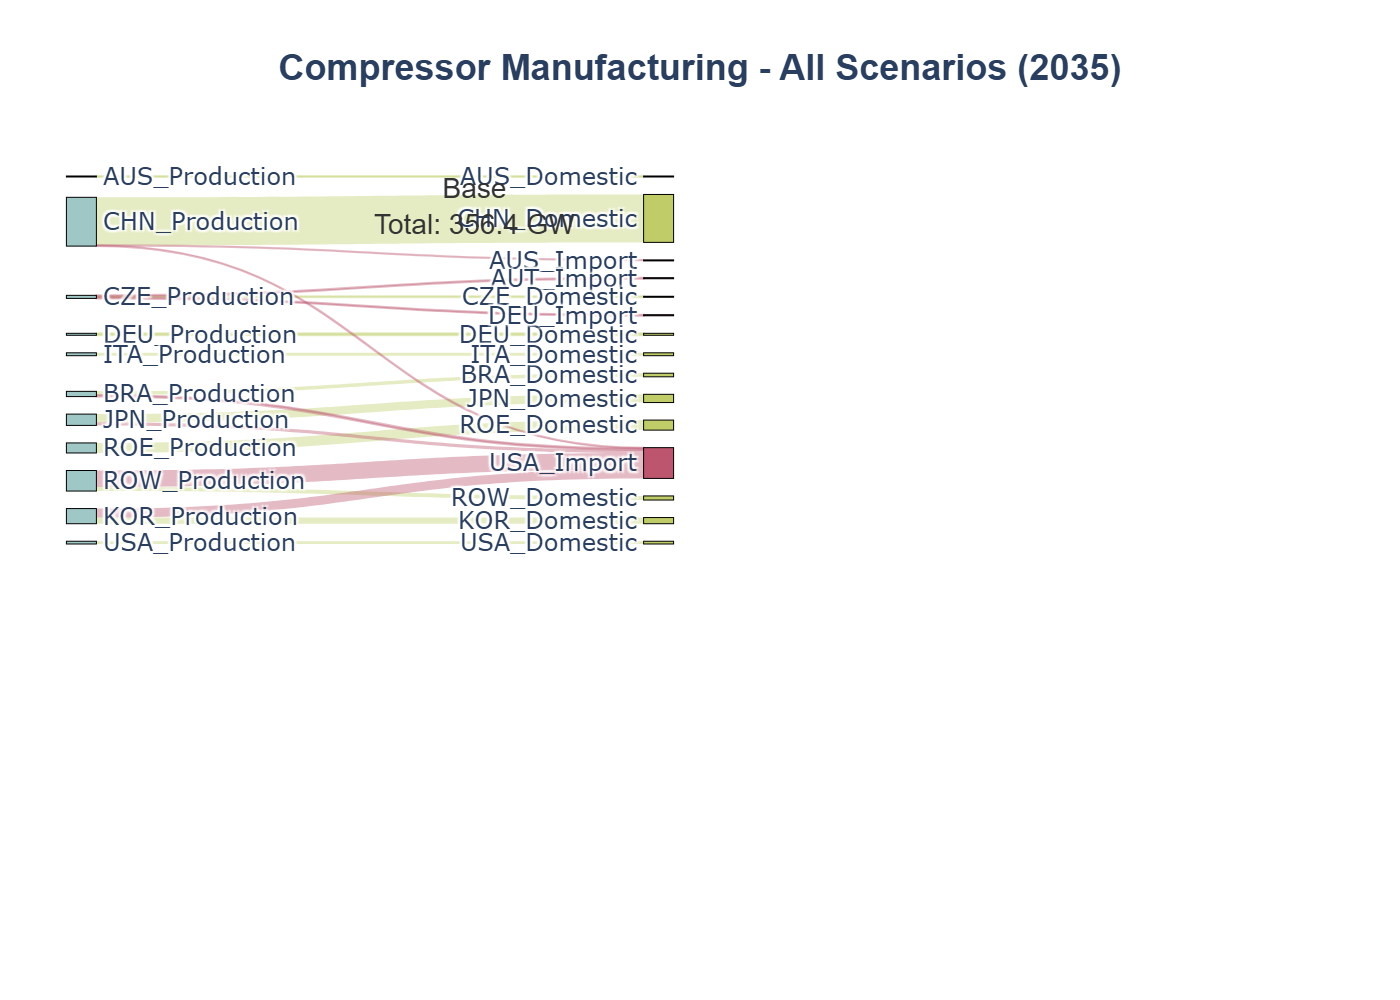 Compressor Manufacturing - All Scenarios (2035)
AUS_Production
AUS_Domestic
Base
CHN_Production
CHN_Domestic
Total: 356.4 GW
AUS_Import
AUT_Import
CZE_Production
CZE_Domestic
DEU_Import
DEU_Production
DEU_Domestic
ITA_Production
ITA_Domestic
BRA_Domestic
BRA_Production
JPN_Domestic
JPN_Production
ROE_Domestic
ROE_Production
USA_Import
ROW_Production
ROW_Domestic
KOR_Production
KOR_Domestic
USA_Production
USA_Domestic